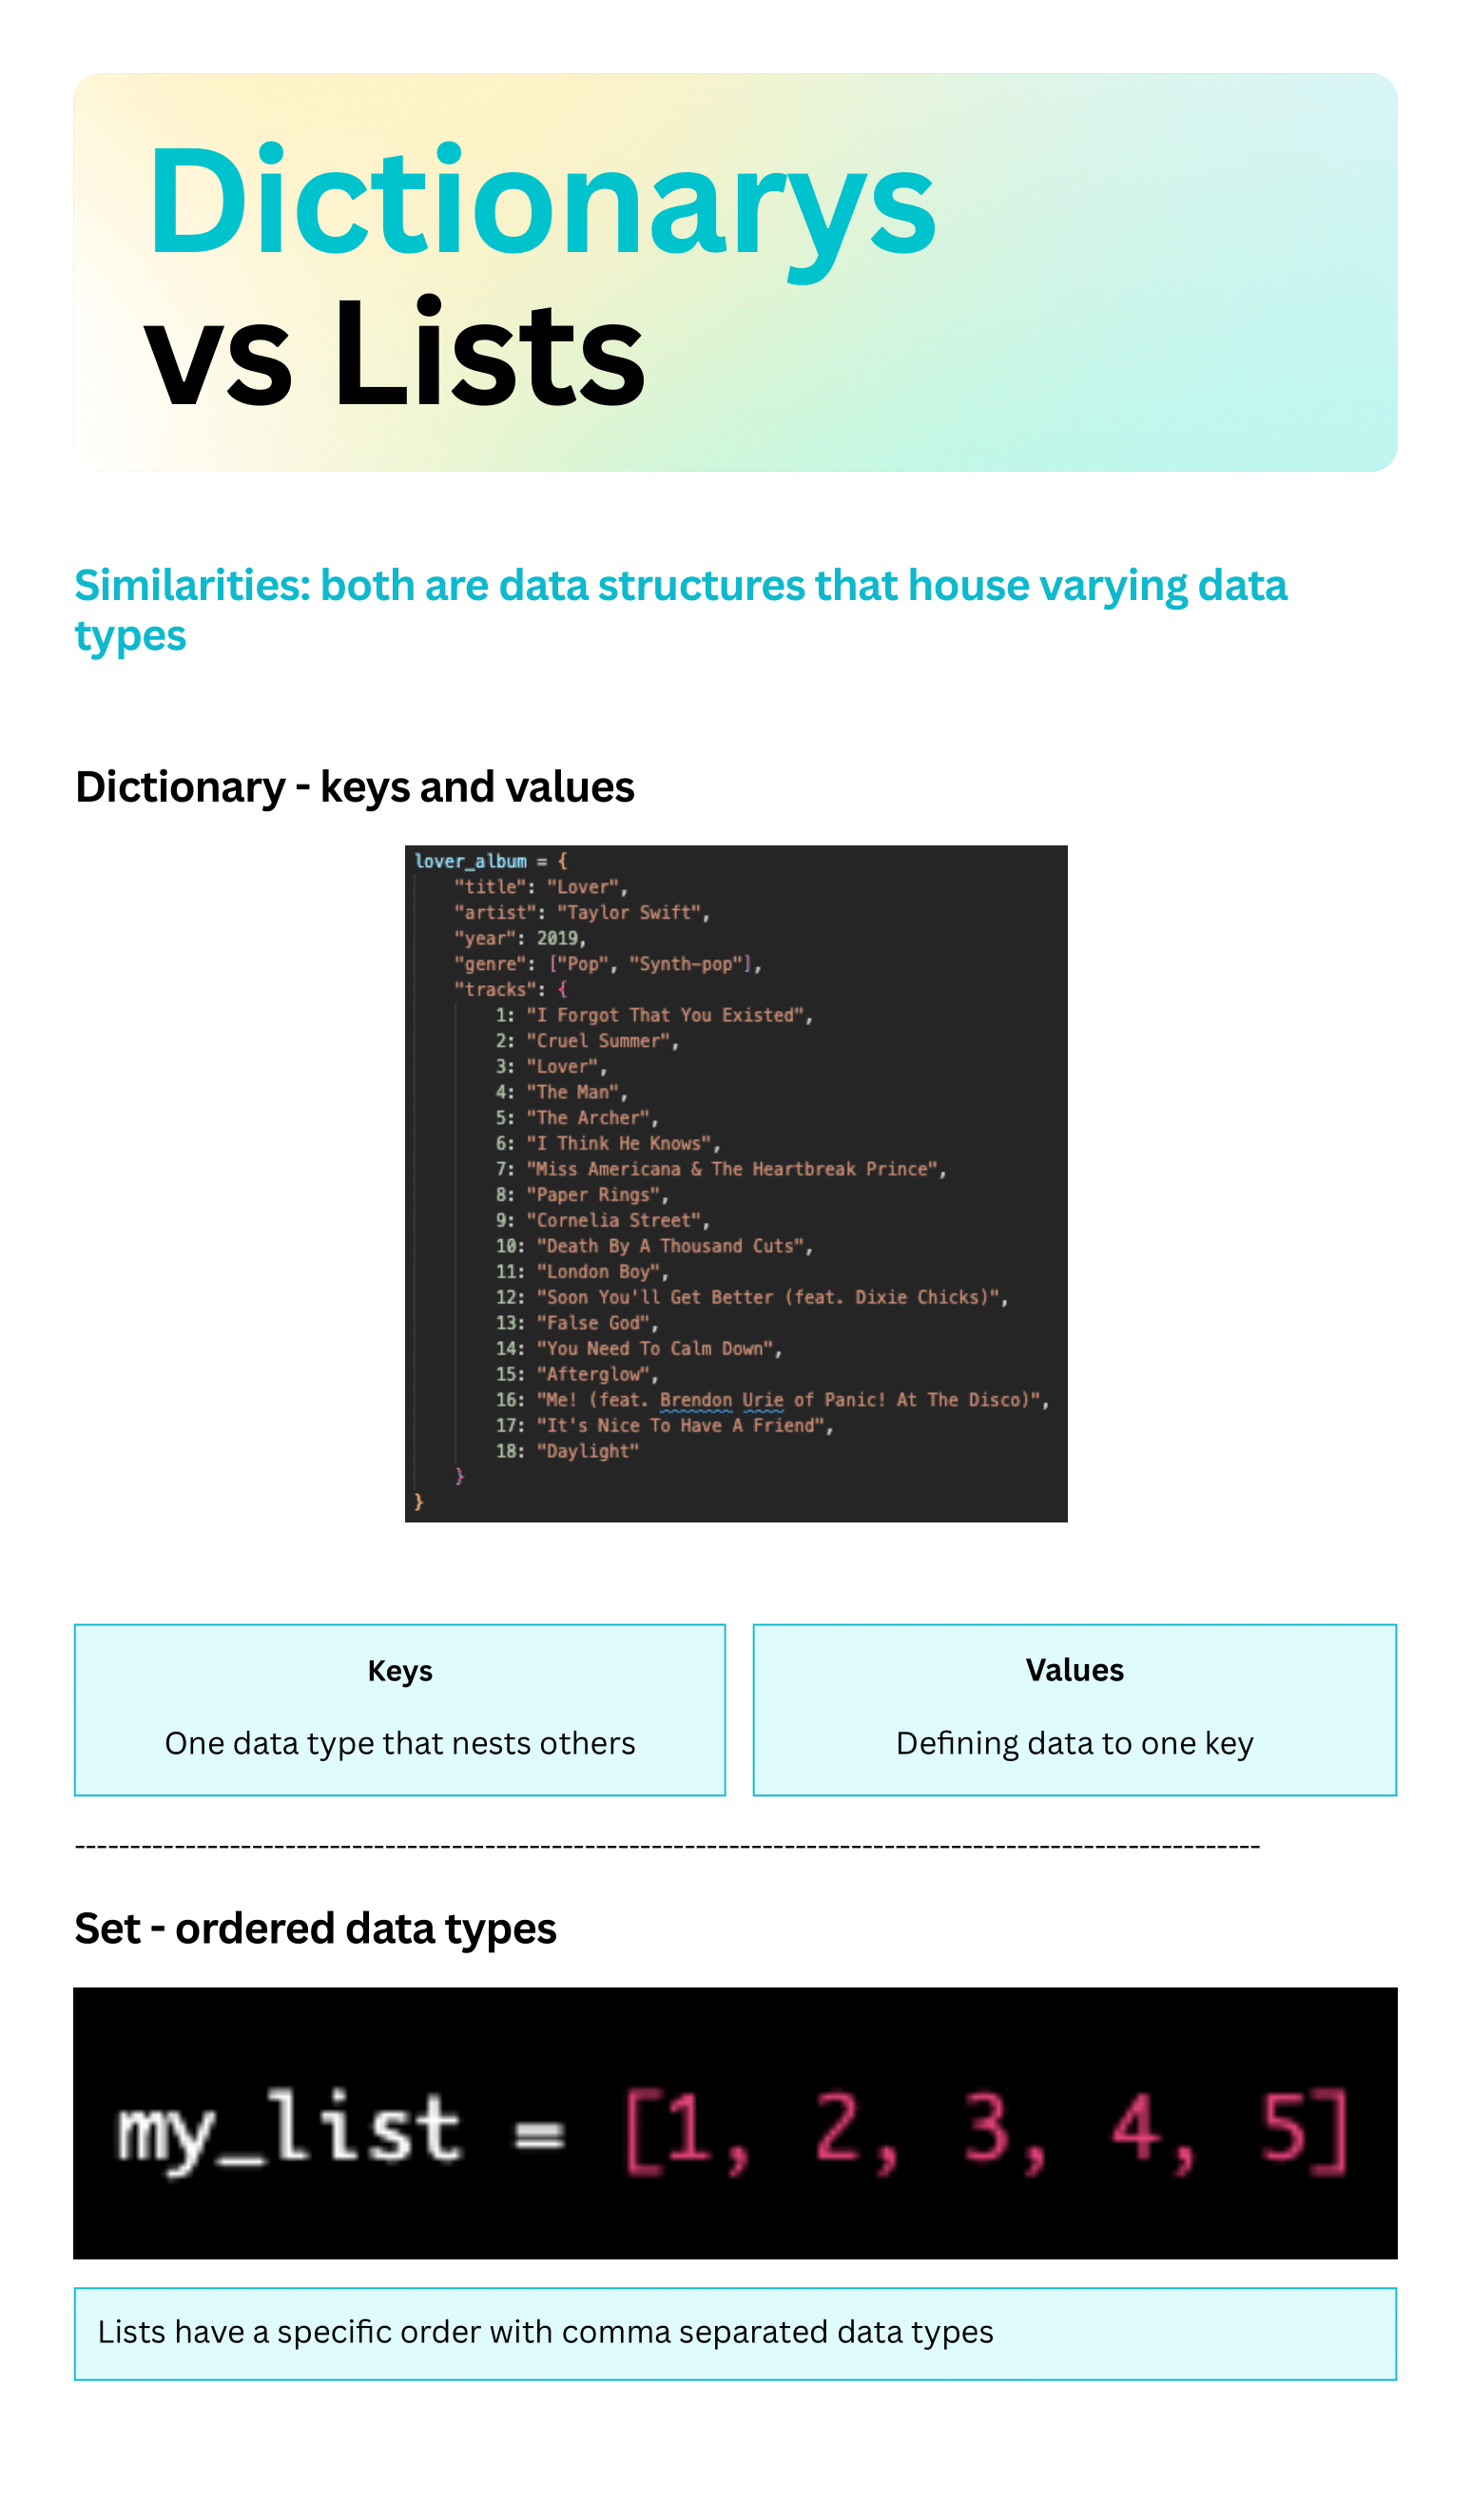 Dictionarys
vs Lists
Similarities: both are data structures that house varying data
types
Dictionary - keys and values
lover_album = {
"title": "Lover",
"artist": "Taylor Swift",
"year": 2019,
"genre": ["Pop", "Synth-pop"],
"tracks": {
1: "I Forgot That You Existed",
2: "Cruel Summer",
3: "Lover",
4: "The Man",
5: "The Archer",
6: "I Think He Knows",
7: "Miss Americana & The Heartbreak Prince",
8: "Paper Rings",
9: "Cornelia Street",
10: "Death By A Thousand Cuts",
11: "London Boy",
12: "Soon You'll Get Better (feat. Dixie Chicks)",
13: "False God",
14: "You Need To Calm Down",
15: "Afterglow",
16: "Me! (feat. Brendon Urie of Panic! At The Disco)",
17: "It's Nice To Have A Friend",
18: "Daylight"
}
}
Keys
One data type that nests others
Values
Defining data to one key
------------------------------------------------------------------------------------------------------------
Set - ordered data types
my_list = [1, 2, 3, 4, 5]
Lists have a specific order with comma separated data types